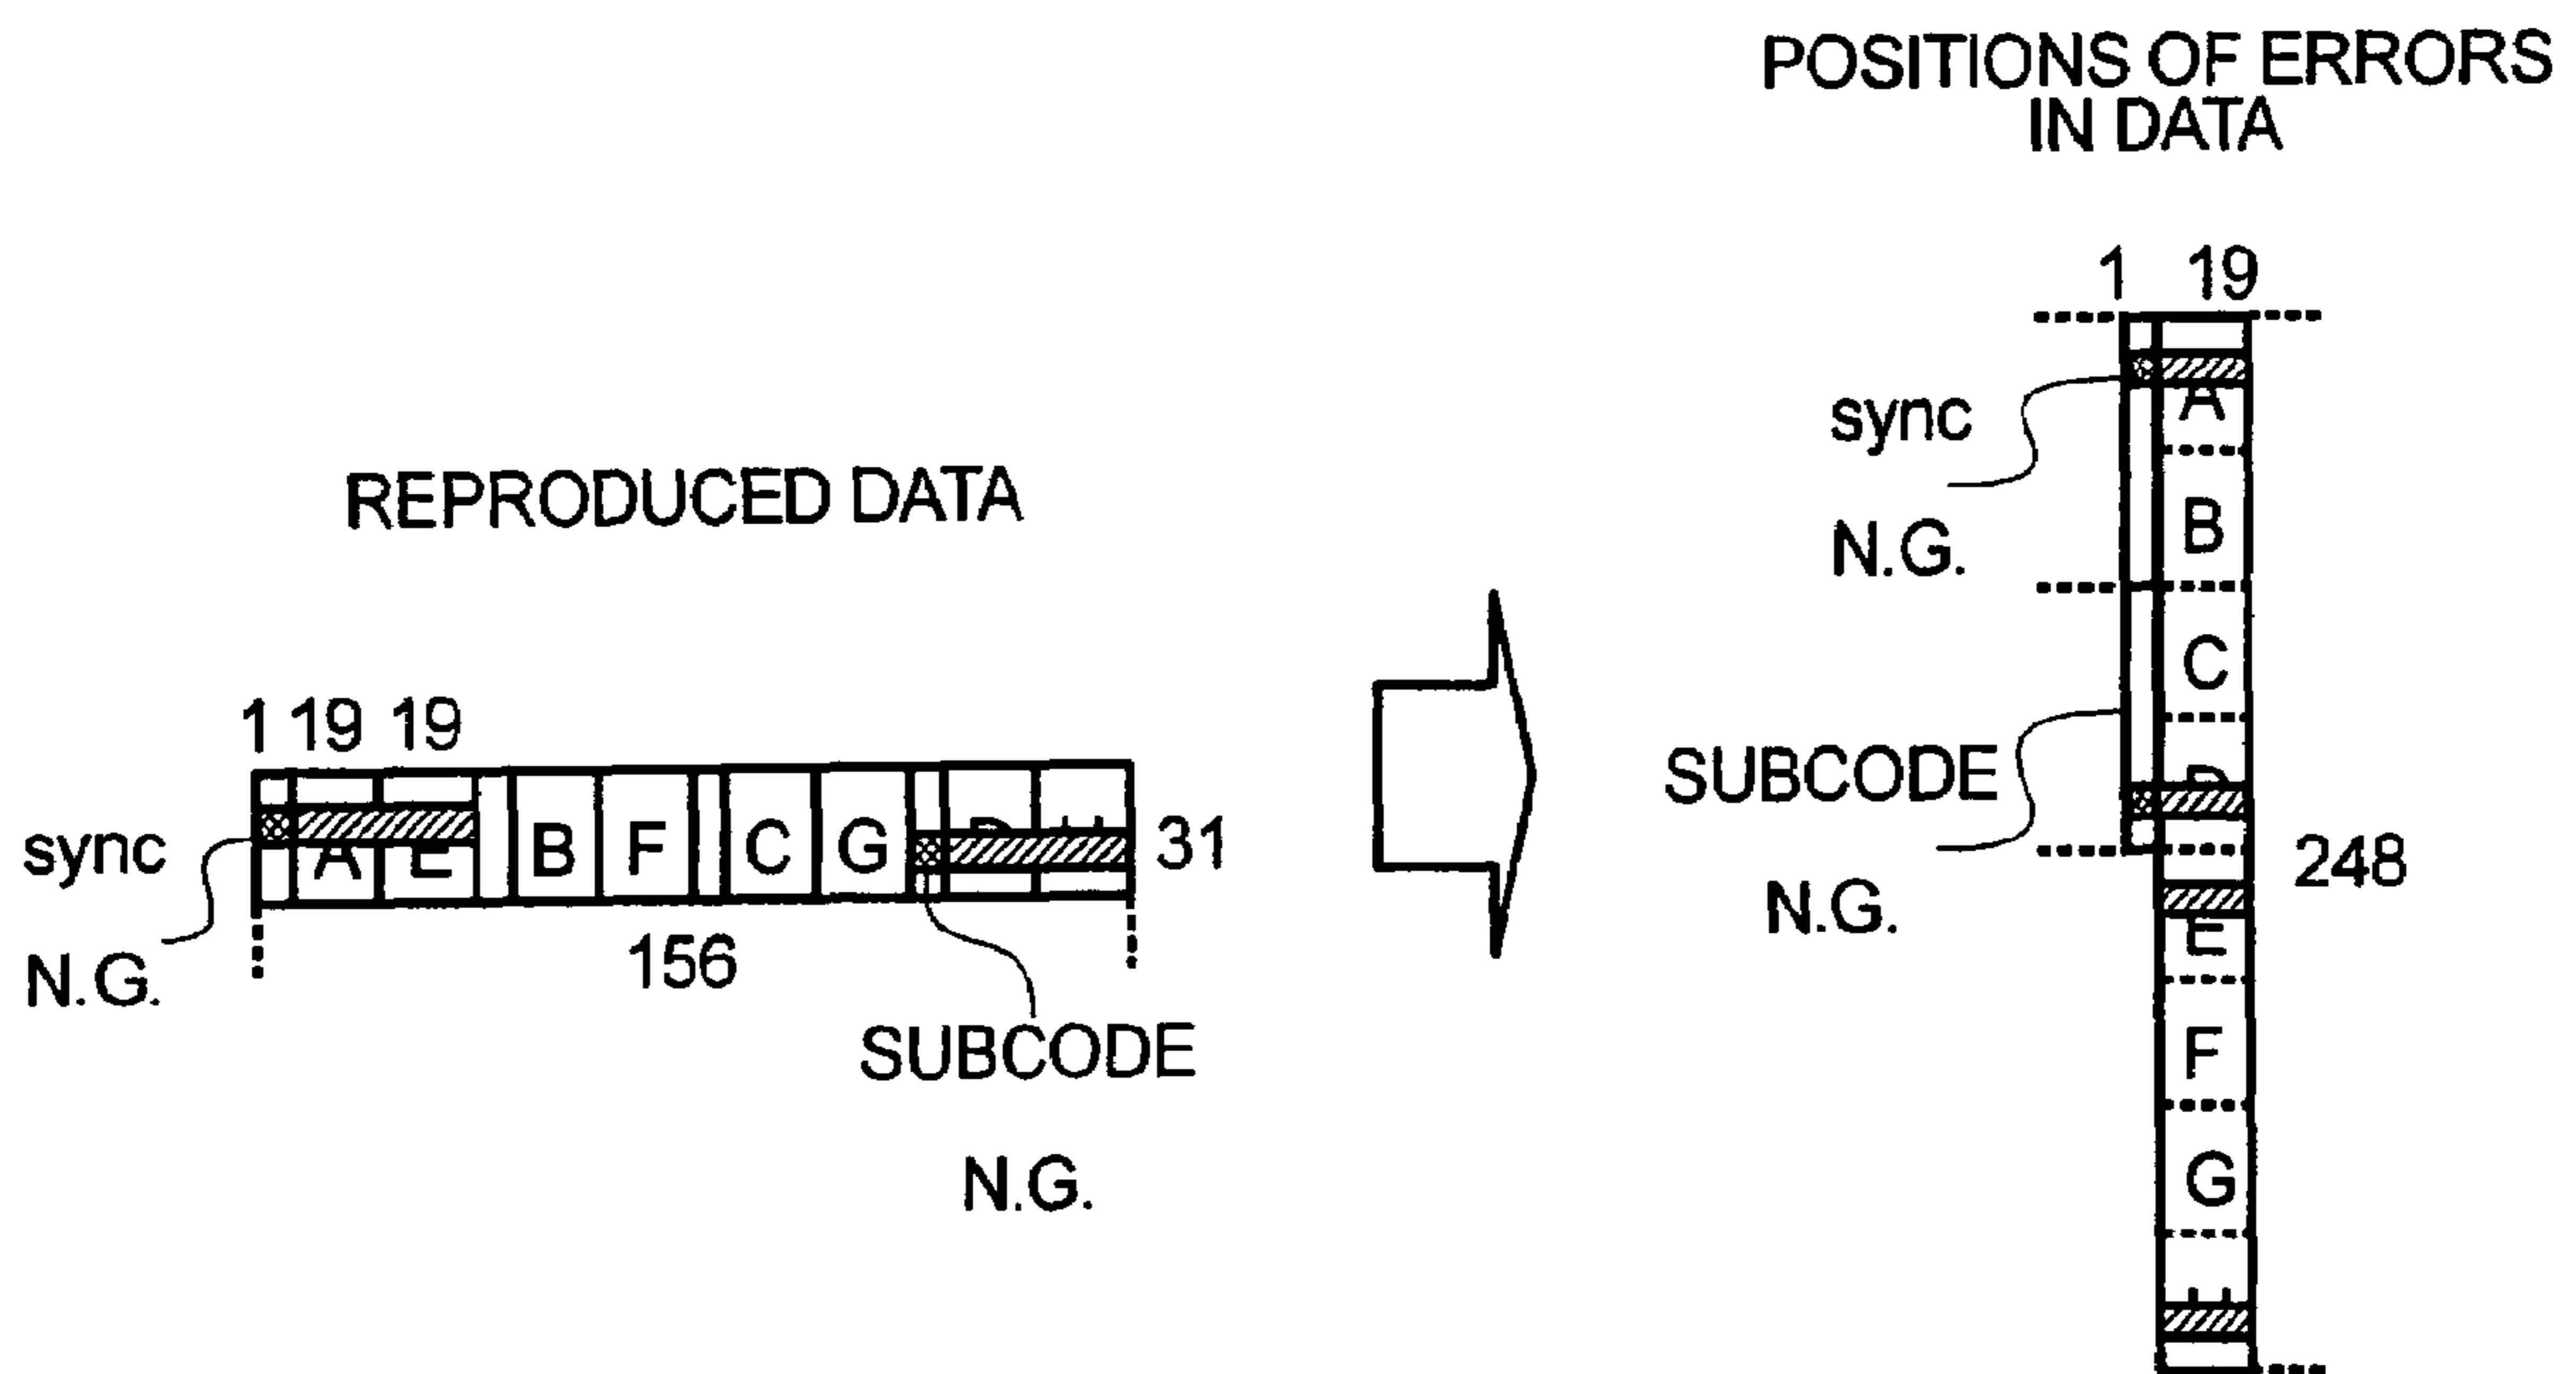 POSITIONS OF ERRORS
IN DATA
REPRODUCED DATA
1 19 19
sync
N.G.
A E B F C G
31
156
SUBCODE
N.G.
1 19
sync
N.G.
A
B
C
SUBCODE
N.G.
D
248
E
F
G